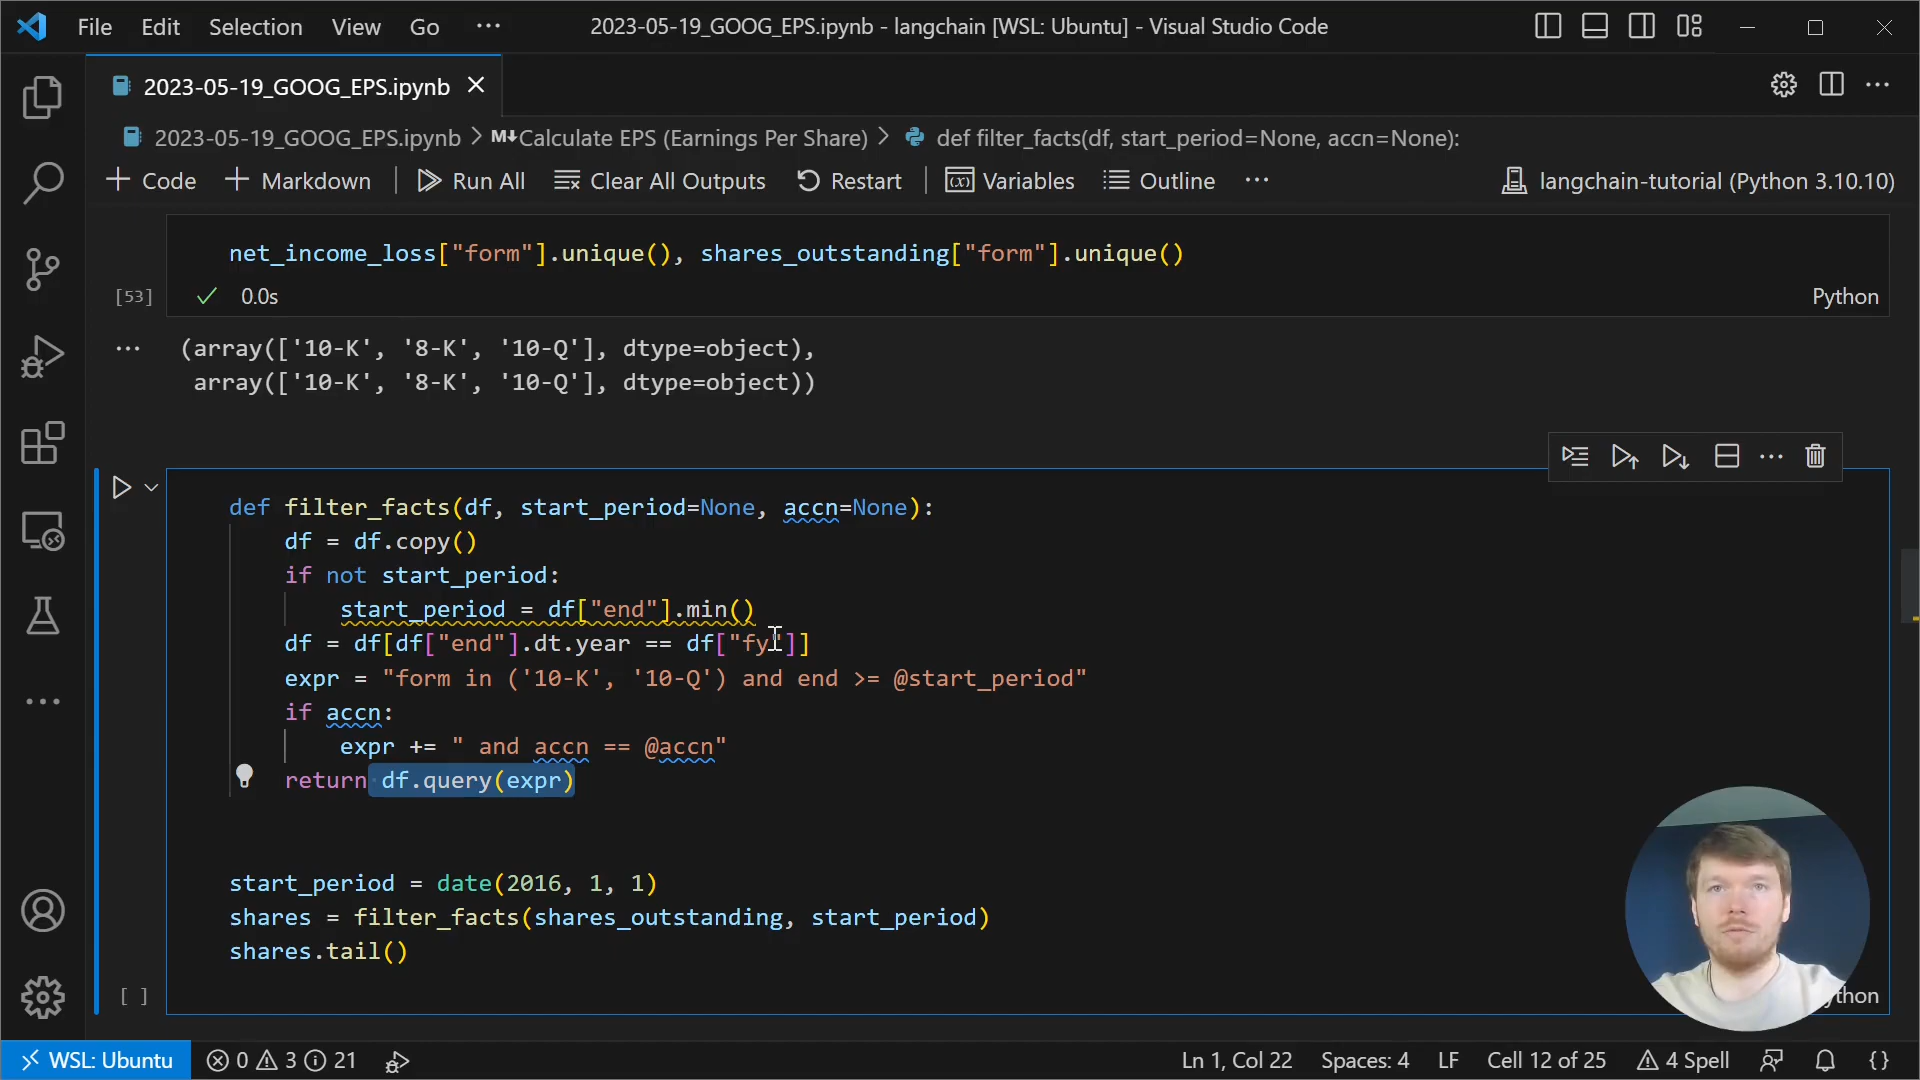 File Edit Selection View Go ··· 2023-05-19_GOOG_EPS.ipynb - langchain [WSL: Ubuntu] - Visual Studio Code
2023-05-19_GOOG_EPS.ipynb
2023-05-19_GOOG_EPS.ipynb > M↓Calculate EPS (Earnings Per Share) > def filter_facts(df, start_period=None, accn=None):
+ Code + Markdown | Run All Clear All Outputs Restart | Variables Outline ··· langchain-tutorial (Python 3.10.10)
net_income_loss["form"].unique(), shares_outstanding["form"].unique()
[53] ✓ 0.0s Python
··· (array(['10-K', '8-K', '10-Q'], dtype=object),
array(['10-K', '8-K', '10-Q'], dtype=object))
def filter_facts(df, start_period=None, accn=None):
df = df.copy()
if not start_period:
start_period = df["end"].min()
df = df[df["end"].dt.year == df["fy"]]
expr = "form in ('10-K', '10-Q') and end >= @start_period"
if accn:
expr += " and accn == @accn"
return df.query(expr)
start_period = date(2016, 1, 1)
shares = filter_facts(shares_outstanding, start_period)
shares.tail()
[ ] ython
WSL: Ubuntu 0 3 21 Ln 1, Col 22 Spaces: 4 LF Cell 12 of 25 4 Spell {}